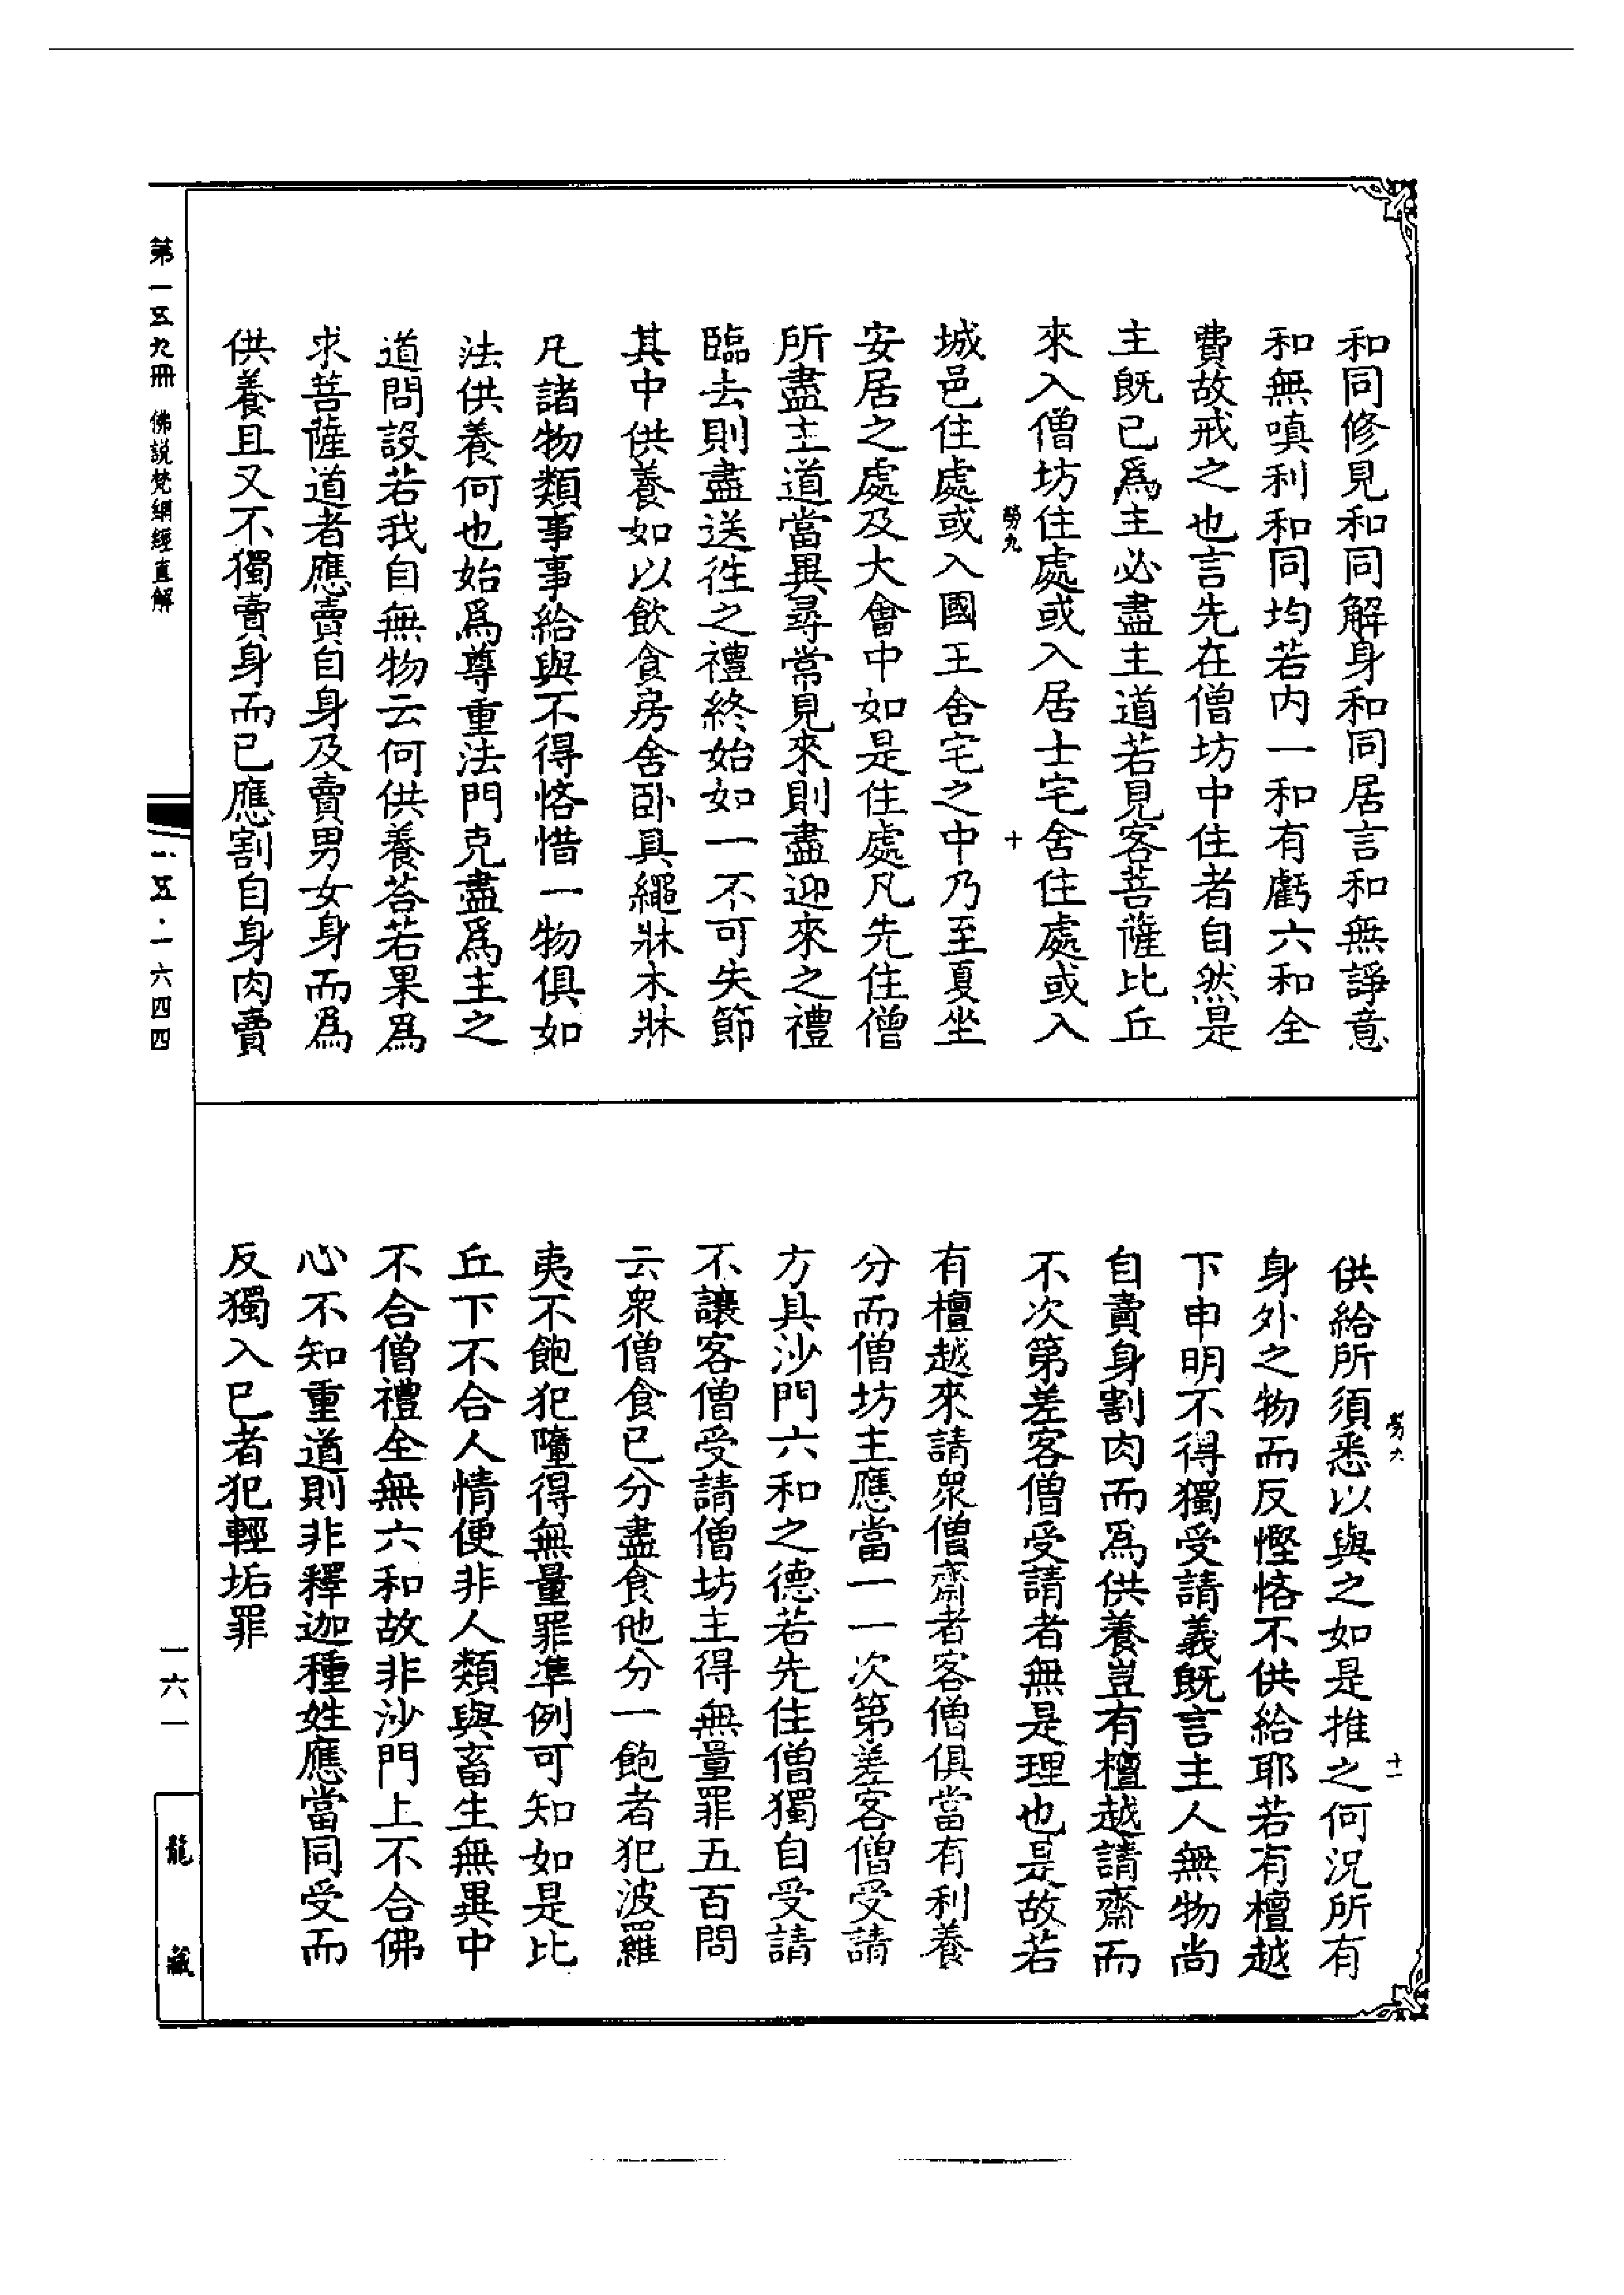 和同修見和同解身和同居言和無諍意
和無嗔利和同均若内一和有虧六和全
費故戒之也言先在僧坊中住者自然是
主既已爲主必盡主道若見客菩薩比丘
來入僧坊住處或入居士宅舍住處或入
勞九
十
城邑住處或入國王舍宅之中乃至夏坐
安居之處及大會中如是住處凡先住僧
所盡主道當異尋常見來則盡迎來之禮
臨去則盡送徃之禮終始如一不可失節
其中供養如以飲食房舍卧具繩牀木牀
凡諸物類事事給與不得悋惜一物俱如
法供養何也始爲尊重法門克盡爲主之
道問設若我自無物云何供養荅若果爲
求菩薩道者應賣自身及賣男女身而爲
供養且又不獨賣身而已應割自身肉賣
第一五九冊 佛說梵網經直解
一五·一六四四
勞六
十一
供給所須悉以與之如是推之何況所有
身外之物而反慳悋不供給耶若有檀越
下申明不得獨受請義既言主人無物尚
自賣身割肉而爲供養豈有檀越請齋而
不次第差客僧受請者無是理也是故若
有檀越來請衆僧齋者客僧俱當有利養
分而僧坊主應當一一次第差客僧受請
方具沙門六和之德若先住僧獨自受請
不讓客僧受請僧坊主得無量罪五百問
云衆僧食已分盡食他分一飽者犯波羅
夷不飽犯墮得無量罪準例可知如是比
丘下不合人情便非人類與畜生無異中
不合僧禮全無六和故非沙門上不合佛
心不知重道則非釋迦種姓應當同受而
反獨入已者犯輕垢罪
一六一
龍藏